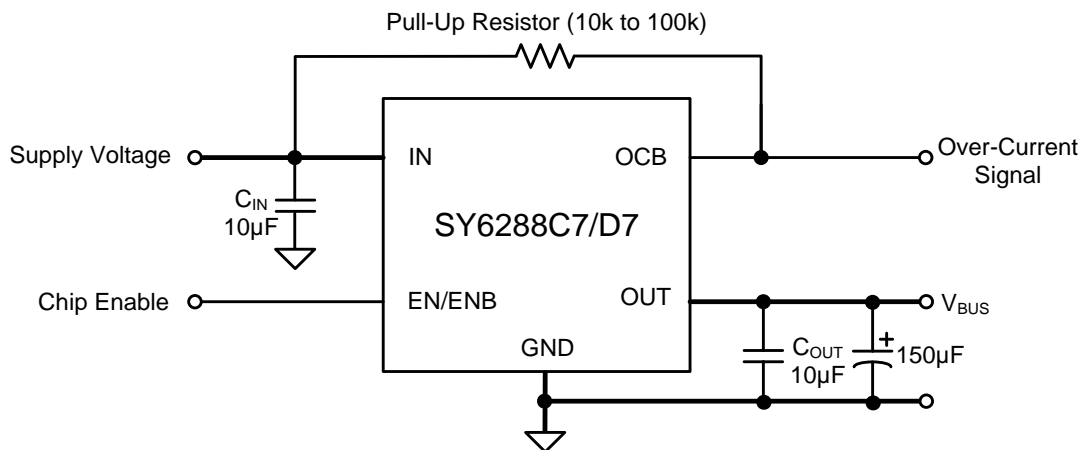 Pull-Up Resistor (10k to 100k)
Supply Voltage
IN
OCB
Over-Current
Signal
CIN
10µF
SY6288C7/D7
Chip Enable
EN/ENB
OUT
VBUS
GND
COUT
10µF
+
150µF